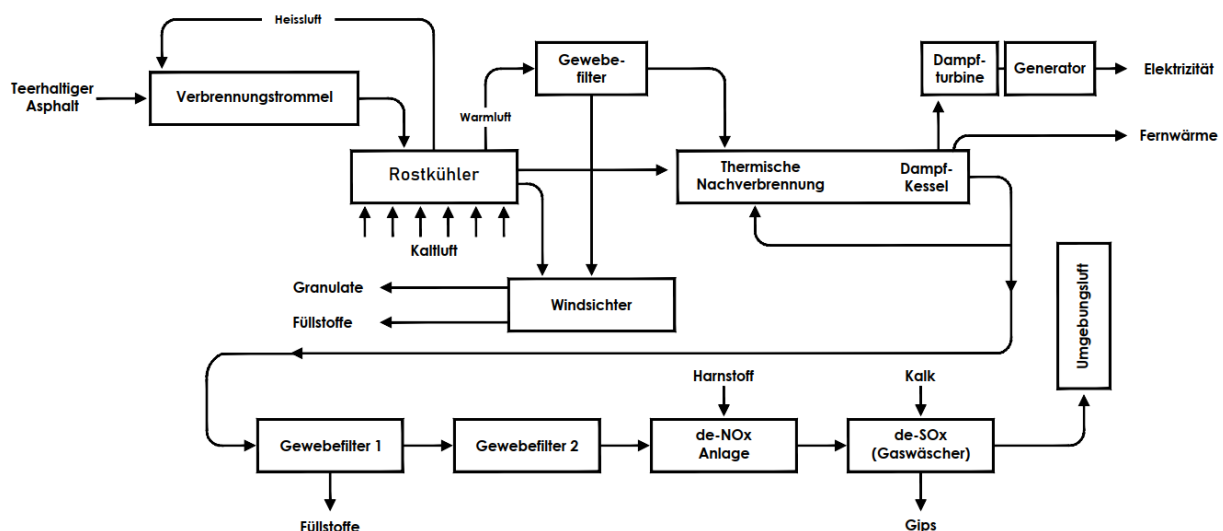 Heissluft
Teerhaltiger
Asphalt
Verbrennungstrommel
Warmluft
Gewebe-
filter
Dampf-
turbine
Generator
Elektrizität
Fernwärme
Rostkühler
Thermische
Nachverbrennung
Dampf-
Kessel
Kaltluft
Granulate
Füllstoffe
Windsichter
Umgebungsluft
Harnstoff
Kalk
Gewebefilter 1
Gewebefilter 2
de-NOx
Anlage
de-SOx
(Gaswäscher)
Füllstoffe
Gips